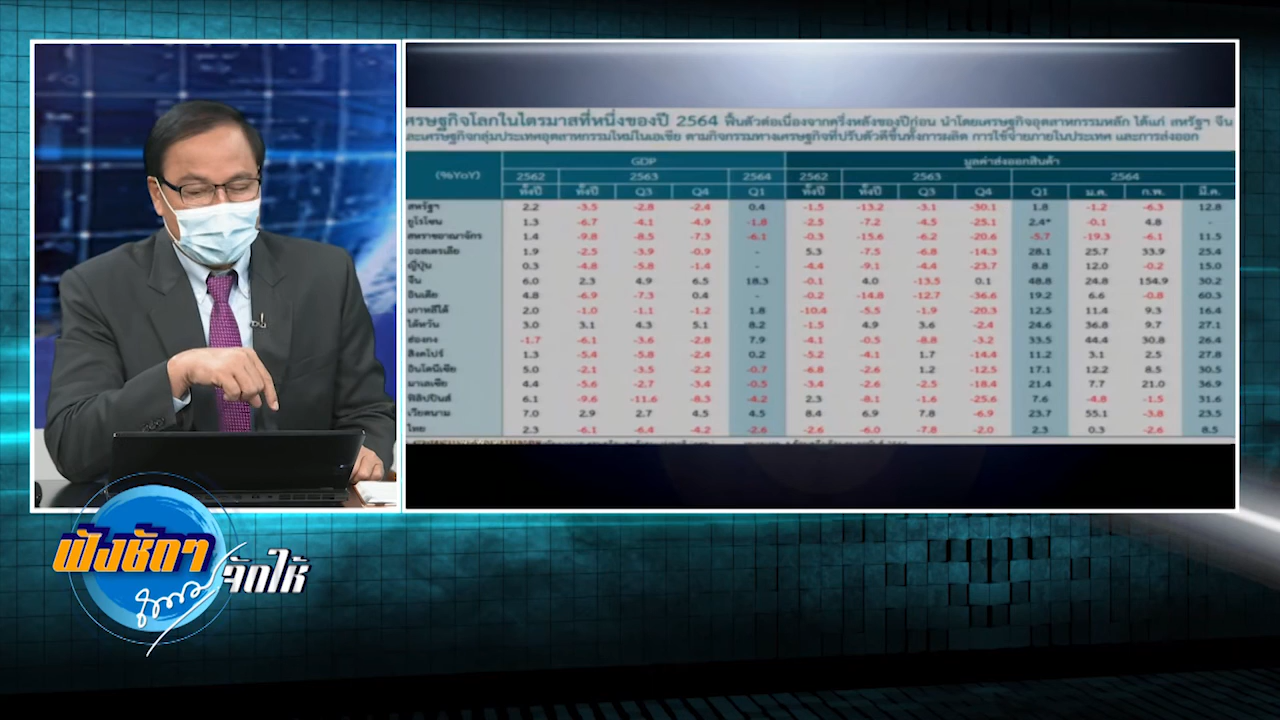 ศรษฐกิจโลกในไตรมาสที่หนึ่งของปี 2564 ฟื้นตัวต่อเนื่องจากครึ่งหลังของปีก่อน นำโดยเศรษฐกิจอุตสาหกรรมหลัก ได้แก่ สหรัฐฯ จีน
และเศรษฐกิจกลุ่มประเทศอุตสาหกรรมใหม่ในเอเชีย ตามกิจกรรมทางเศรษฐกิจที่ปรับตัวดีขึ้นทั้งการผลิต การใช้จ่ายภายในประเทศ และการส่งออก
(%YoY) GDP มูลค่าส่งออกสินค้า
2562 2563 2564 2562 2563 2564
ทั้งปี ทั้งปี Q3 Q4 Q1 ทั้งปี ทั้งปี Q3 Q4 Q1 ม.ค. ก.พ. มี.ค.
สหรัฐฯ 2.2 -3.5 -2.8 -2.4 0.4 -1.5 -13.2 -3.1 -30.1 1.8 -1.2 -6.3 12.8
ยูโรโซน 1.3 -6.7 -4.1 -4.9 -1.8 -2.5 -7.2 -4.5 -25.1 2.4* -0.1 4.8 -
สหราชอาณาจักร 1.4 -9.8 -8.5 -7.3 -6.1 -0.3 -15.6 -6.2 -20.6 -5.7 -19.3 -6.1 11.5
ออสเตรเลีย 1.9 -2.5 -3.9 -0.9 - 5.3 -7.5 -6.8 -14.3 28.1 25.7 33.9 25.4
ญี่ปุ่น 0.3 -4.8 -5.8 -1.4 - -4.4 -9.1 -4.4 -23.7 8.8 12.0 -0.2 15.0
จีน 6.0 2.3 4.9 6.5 18.3 -0.1 4.0 -13.5 0.1 48.8 24.8 154.9 30.2
อินเดีย 4.8 -6.9 -7.3 0.4 - -0.2 -14.8 -12.7 -36.6 19.2 6.6 -0.8 60.3
เกาหลีใต้ 2.0 -1.0 -1.1 -1.2 1.8 -10.4 -5.5 -1.9 -20.3 12.5 11.4 9.3 16.4
ไต้หวัน 3.0 3.1 4.3 5.1 8.2 -1.5 4.9 3.6 -2.4 24.6 36.8 9.7 27.1
ฮ่องกง -1.7 -6.1 -3.6 -2.8 7.9 -4.1 -0.5 -8.8 -3.2 33.5 44.4 30.8 26.4
สิงคโปร์ 1.3 -5.4 -5.8 -2.4 0.2 -5.2 -4.1 1.7 -14.4 11.2 3.1 2.5 27.8
อินโดนีเซีย 5.0 -2.1 -3.5 -2.2 -0.7 -6.8 -2.6 1.2 -12.5 17.1 12.2 8.5 30.5
มาเลเซีย 4.4 -5.6 -2.7 -3.4 -0.5 -3.4 -2.6 -2.5 -18.4 21.4 7.7 21.0 36.9
ฟิลิปปินส์ 6.1 -9.6 -11.6 -8.3 -4.2 2.3 -8.1 -1.6 -25.6 7.6 -4.8 -1.5 31.6
เวียดนาม 7.0 2.9 2.7 4.5 4.5 8.4 6.9 7.8 -6.9 23.7 55.1 -3.8 23.5
ไทย 2.3 -6.1 -6.4 -4.2 -2.6 -2.6 -6.0 -7.8 -2.0 2.3 0.3 -2.6 8.5
ฟังชัดๆ
จัดให้